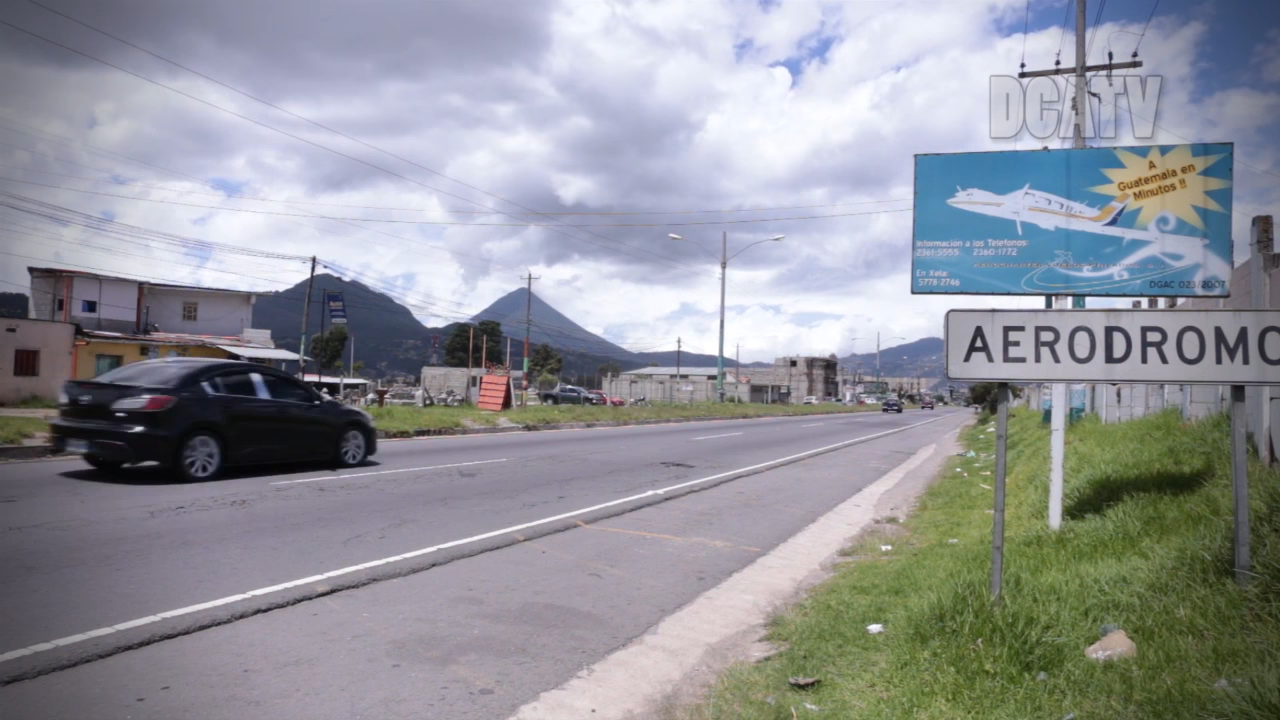 DCATV
A
Guatemala en
Minutos !!
Información a los Telefonos:
2361-5555 2360-1772
En Xela:
5778-2746
DGAC 023/2007
AERODROMO